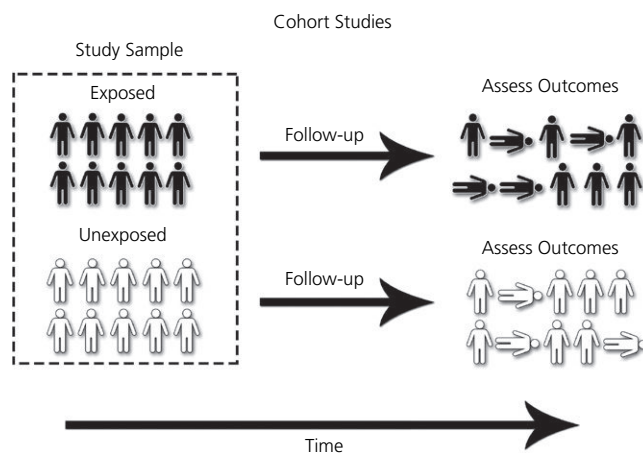 Cohort Studies
Study Sample
Exposed
Assess Outcomes
Follow-up
Unexposed
Assess Outcomes
Follow-up
Time